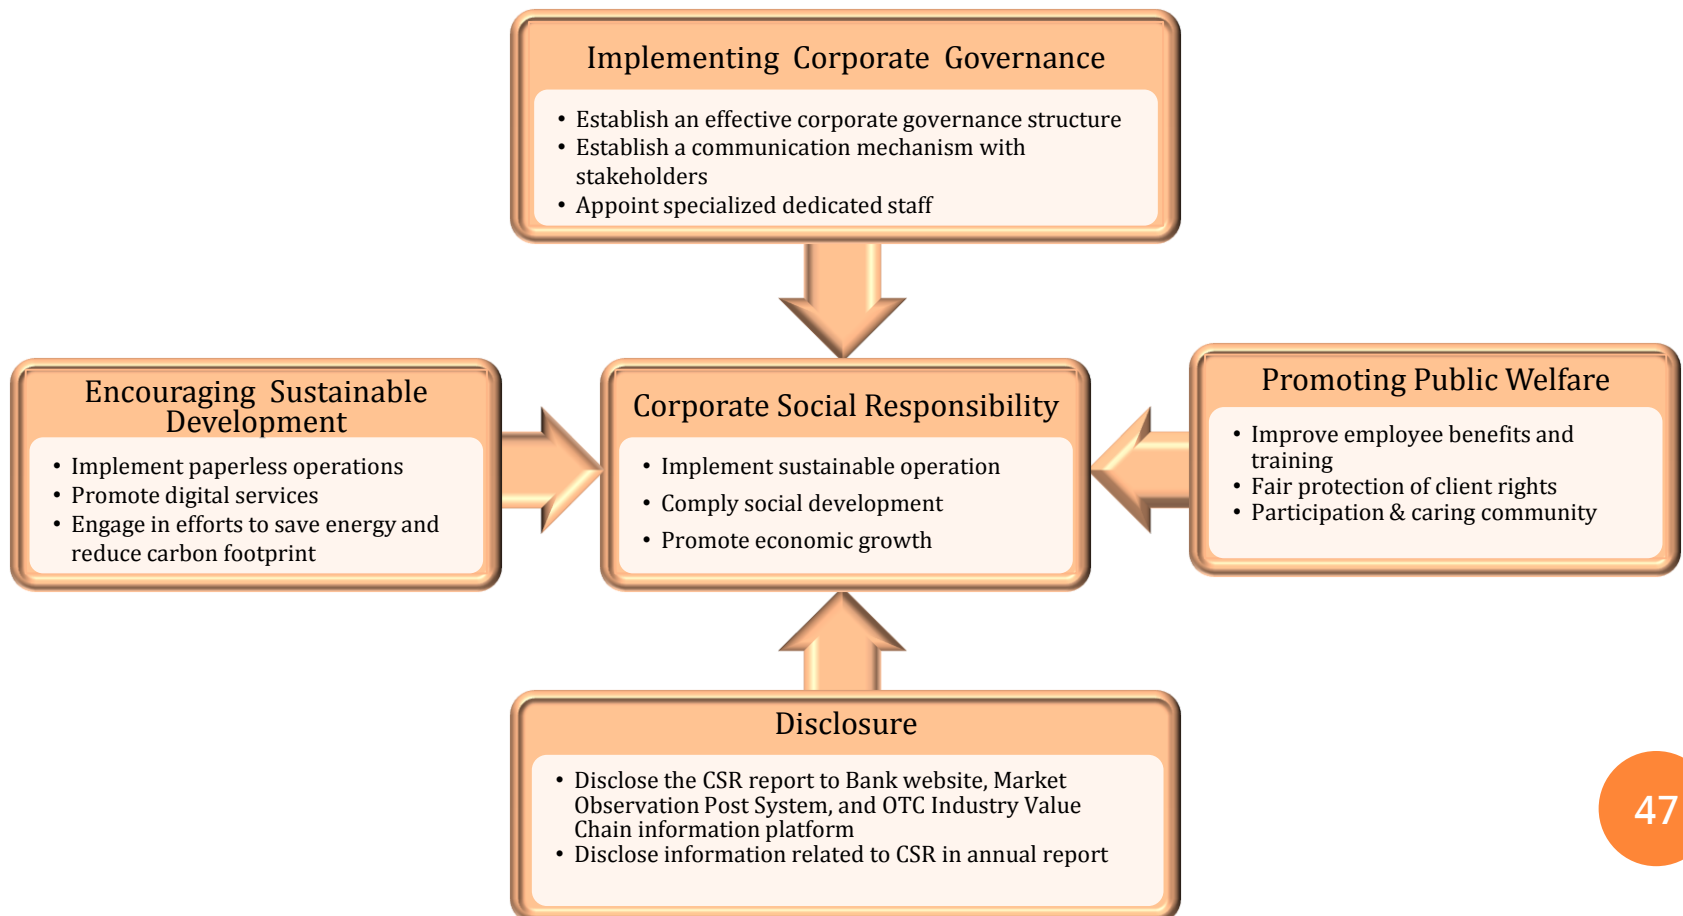 Implementing Corporate Governance
• Establish an effective corporate governance structure
• Establish a communication mechanism with
stakeholders
• Appoint specialized dedicated staff
Encouraging Sustainable
Development
• Implement paperless operations
• Promote digital services
• Engage in efforts to save energy and
reduce carbon footprint
Corporate Social Responsibility
• Implement sustainable operation
• Comply social development
• Promote economic growth
Promoting Public Welfare
• Improve employee benefits and
training
• Fair protection of client rights
• Participation & caring community
Disclosure
• Disclose the CSR report to Bank website, Market
Observation Post System, and OTC Industry Value
Chain information platform
• Disclose information related to CSR in annual report
47